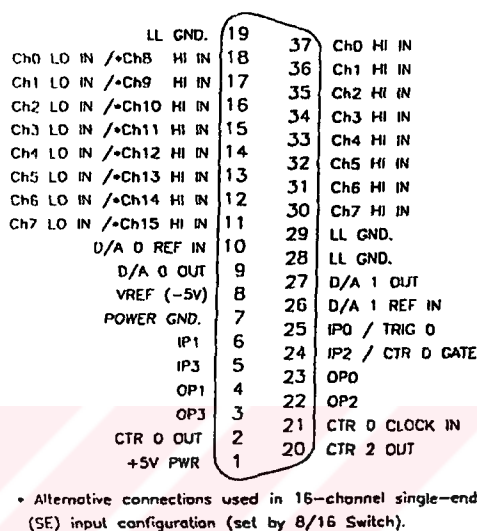 LL GND. 19
Ch0 LO IN /•Ch8 HI IN 18
Ch1 LO IN /•Ch9 HI IN 17
Ch2 LO IN /•Ch10 HI IN 16
Ch3 LO IN /•Ch11 HI IN 15
Ch4 LO IN /•Ch12 HI IN 14
Ch5 LO IN /•Ch13 HI IN 13
Ch6 LO IN /•Ch14 HI IN 12
Ch7 LO IN /•Ch15 HI IN 11
D/A 0 REF IN 10
D/A 0 OUT 9
VREF (-5V) 8
POWER GND. 7
IP1 6
IP3 5
OP1 4
OP3 3
CTR 0 OUT 2
+5V PWR 1
37 Ch0 HI IN
36 Ch1 HI IN
35 Ch2 HI IN
34 Ch3 HI IN
33 Ch4 HI IN
32 Ch5 HI IN
31 Ch6 HI IN
30 Ch7 HI IN
29 LL GND.
28 LL GND.
27 D/A 1 OUT
26 D/A 1 REF IN
25 IP0 / TRIG 0
24 IP2 / CTR 0 GATE
23 OP0
22 OP2
21 CTR 0 CLOCK IN
20 CTR 2 OUT
• Alternative connections used in 16-channel single-end
(SE) input configuration (set by 8/16 Switch).